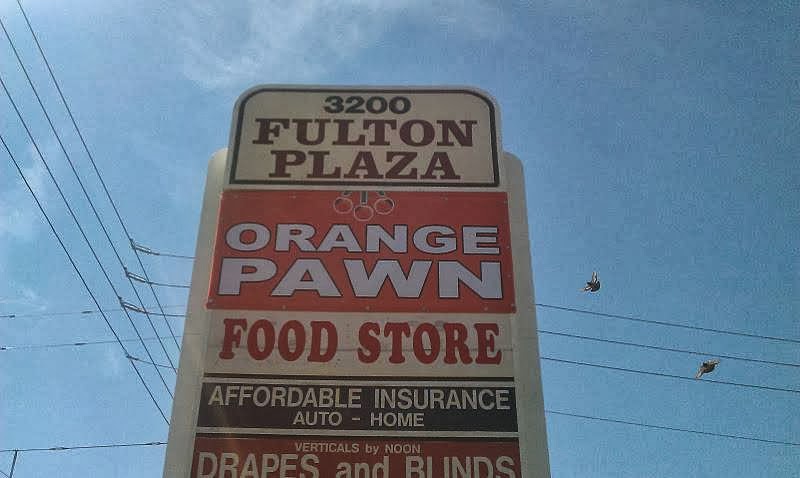 3200
FULTON
PLAZA
ORANGE
PAWN
FOOD STORE
AFFORDABLE INSURANCE
AUTO - HOME
VERTICALS by NOON
DRAPES and BLINDS